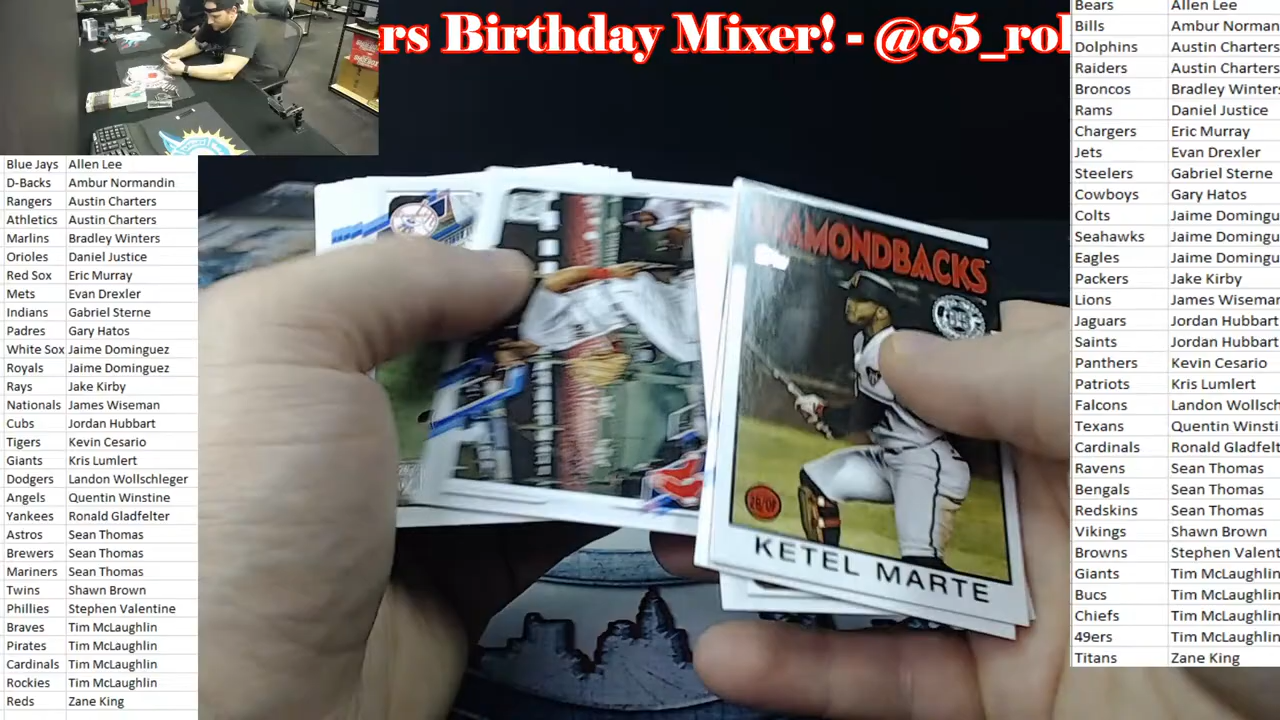 rs Birthday Mixer! - @c5_rol
Blue Jays Allen Lee
D-Backs Ambur Normandin
Rangers Austin Charters
Athletics Austin Charters
Marlins Bradley Winters
Orioles Daniel Justice
Red Sox Eric Murray
Mets Evan Drexler
Indians Gabriel Sterne
Padres Gary Hatos
White Sox Jaime Dominguez
Royals Jaime Dominguez
Rays Jake Kirby
Nationals James Wiseman
Cubs Jordan Hubbart
Tigers Kevin Cesario
Giants Kris Lumlert
Dodgers Landon Wollschleger
Angels Quentin Winstine
Yankees Ronald Gladfelter
Astros Sean Thomas
Brewers Sean Thomas
Mariners Sean Thomas
Twins Shawn Brown
Phillies Stephen Valentine
Braves Tim McLaughlin
Pirates Tim McLaughlin
Cardinals Tim McLaughlin
Rockies Tim McLaughlin
Reds Zane King
DIAMONDBACKS
2B/OF
KETEL MARTE
Bears Allen Lee
Bills Ambur Norman
Dolphins Austin Charters
Raiders Austin Charters
Broncos Bradley Winters
Rams Daniel Justice
Chargers Eric Murray
Jets Evan Drexler
Steelers Gabriel Sterne
Cowboys Gary Hatos
Colts Jaime Domingu
Seahawks Jaime Domingu
Eagles Jaime Domingu
Packers Jake Kirby
Lions James Wiseman
Jaguars Jordan Hubbart
Saints Jordan Hubbart
Panthers Kevin Cesario
Patriots Kris Lumlert
Falcons Landon Wollsch
Texans Quentin Winsti
Cardinals Ronald Gladfelt
Ravens Sean Thomas
Bengals Sean Thomas
Redskins Sean Thomas
Vikings Shawn Brown
Browns Stephen Valent
Giants Tim McLaughlin
Bucs Tim McLaughlin
Chiefs Tim McLaughlin
49ers Tim McLaughlin
Titans Zane King